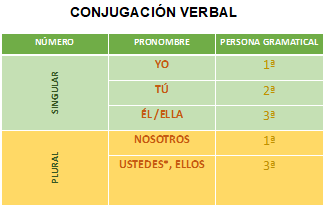 CONJUGACIÓN VERBAL
NÚMERO PRONOMBRE PERSONA GRAMATICAL
SINGULAR
YO 1ª
TÚ 2ª
ÉL/ELLA 3ª
PLURAL
NOSOTROS 1ª
USTEDES*, ELLOS 3ª